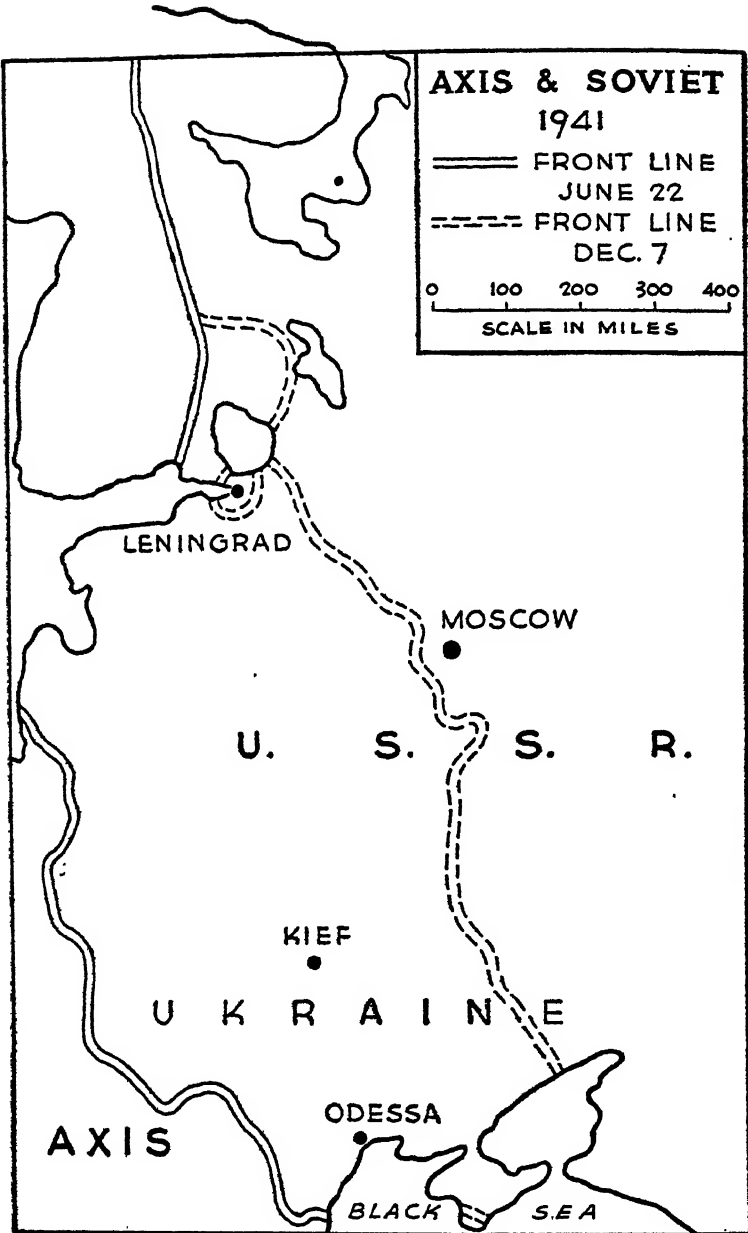 AXIS & SOVIET
1941
FRONT LINE
JUNE 22
FRONT LINE
DEC. 7
0 100 200 300 400
SCALE IN MILES
LENINGRAD
MOSCOW
U. S. S. R.
KIEF
UKRAINE
ODESSA
AXIS
BLACK SEA